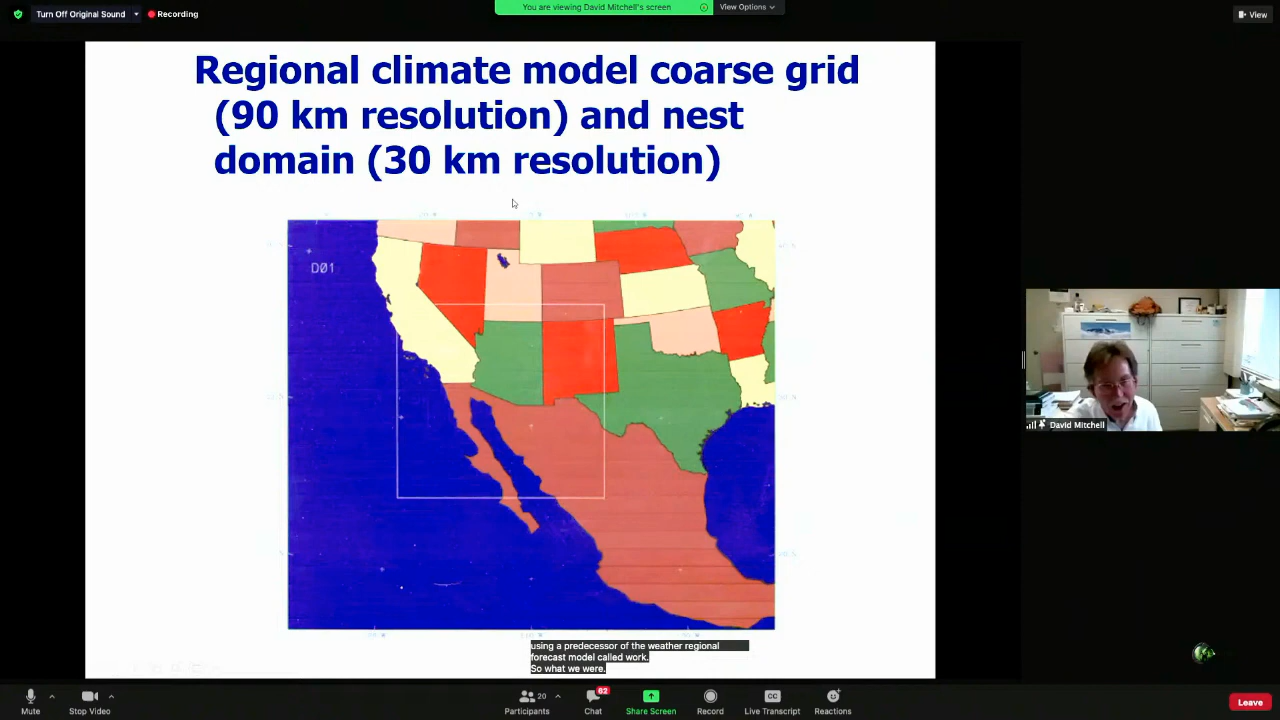 Turn Off Original Sound
Recording
You are viewing David Mitchell's screen
View Options
View
Regional climate model coarse grid
(90 km resolution) and nest
domain (30 km resolution)
D01
David Mitchell
using a predecessor of the weather regional
forecast model called work.
So what we were.
Mute
Stop Video
Participants
20
Chat
62
Share Screen
Record
CC
Live Transcript
Reactions
Leave